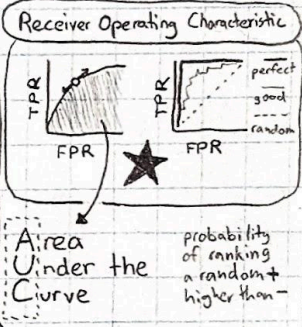 Receiver Operating Characteristic
TPR
FPR
TPR
FPR
perfect
good
random
Area
Under the
Curve
probability
of ranking
a random +
higher than -